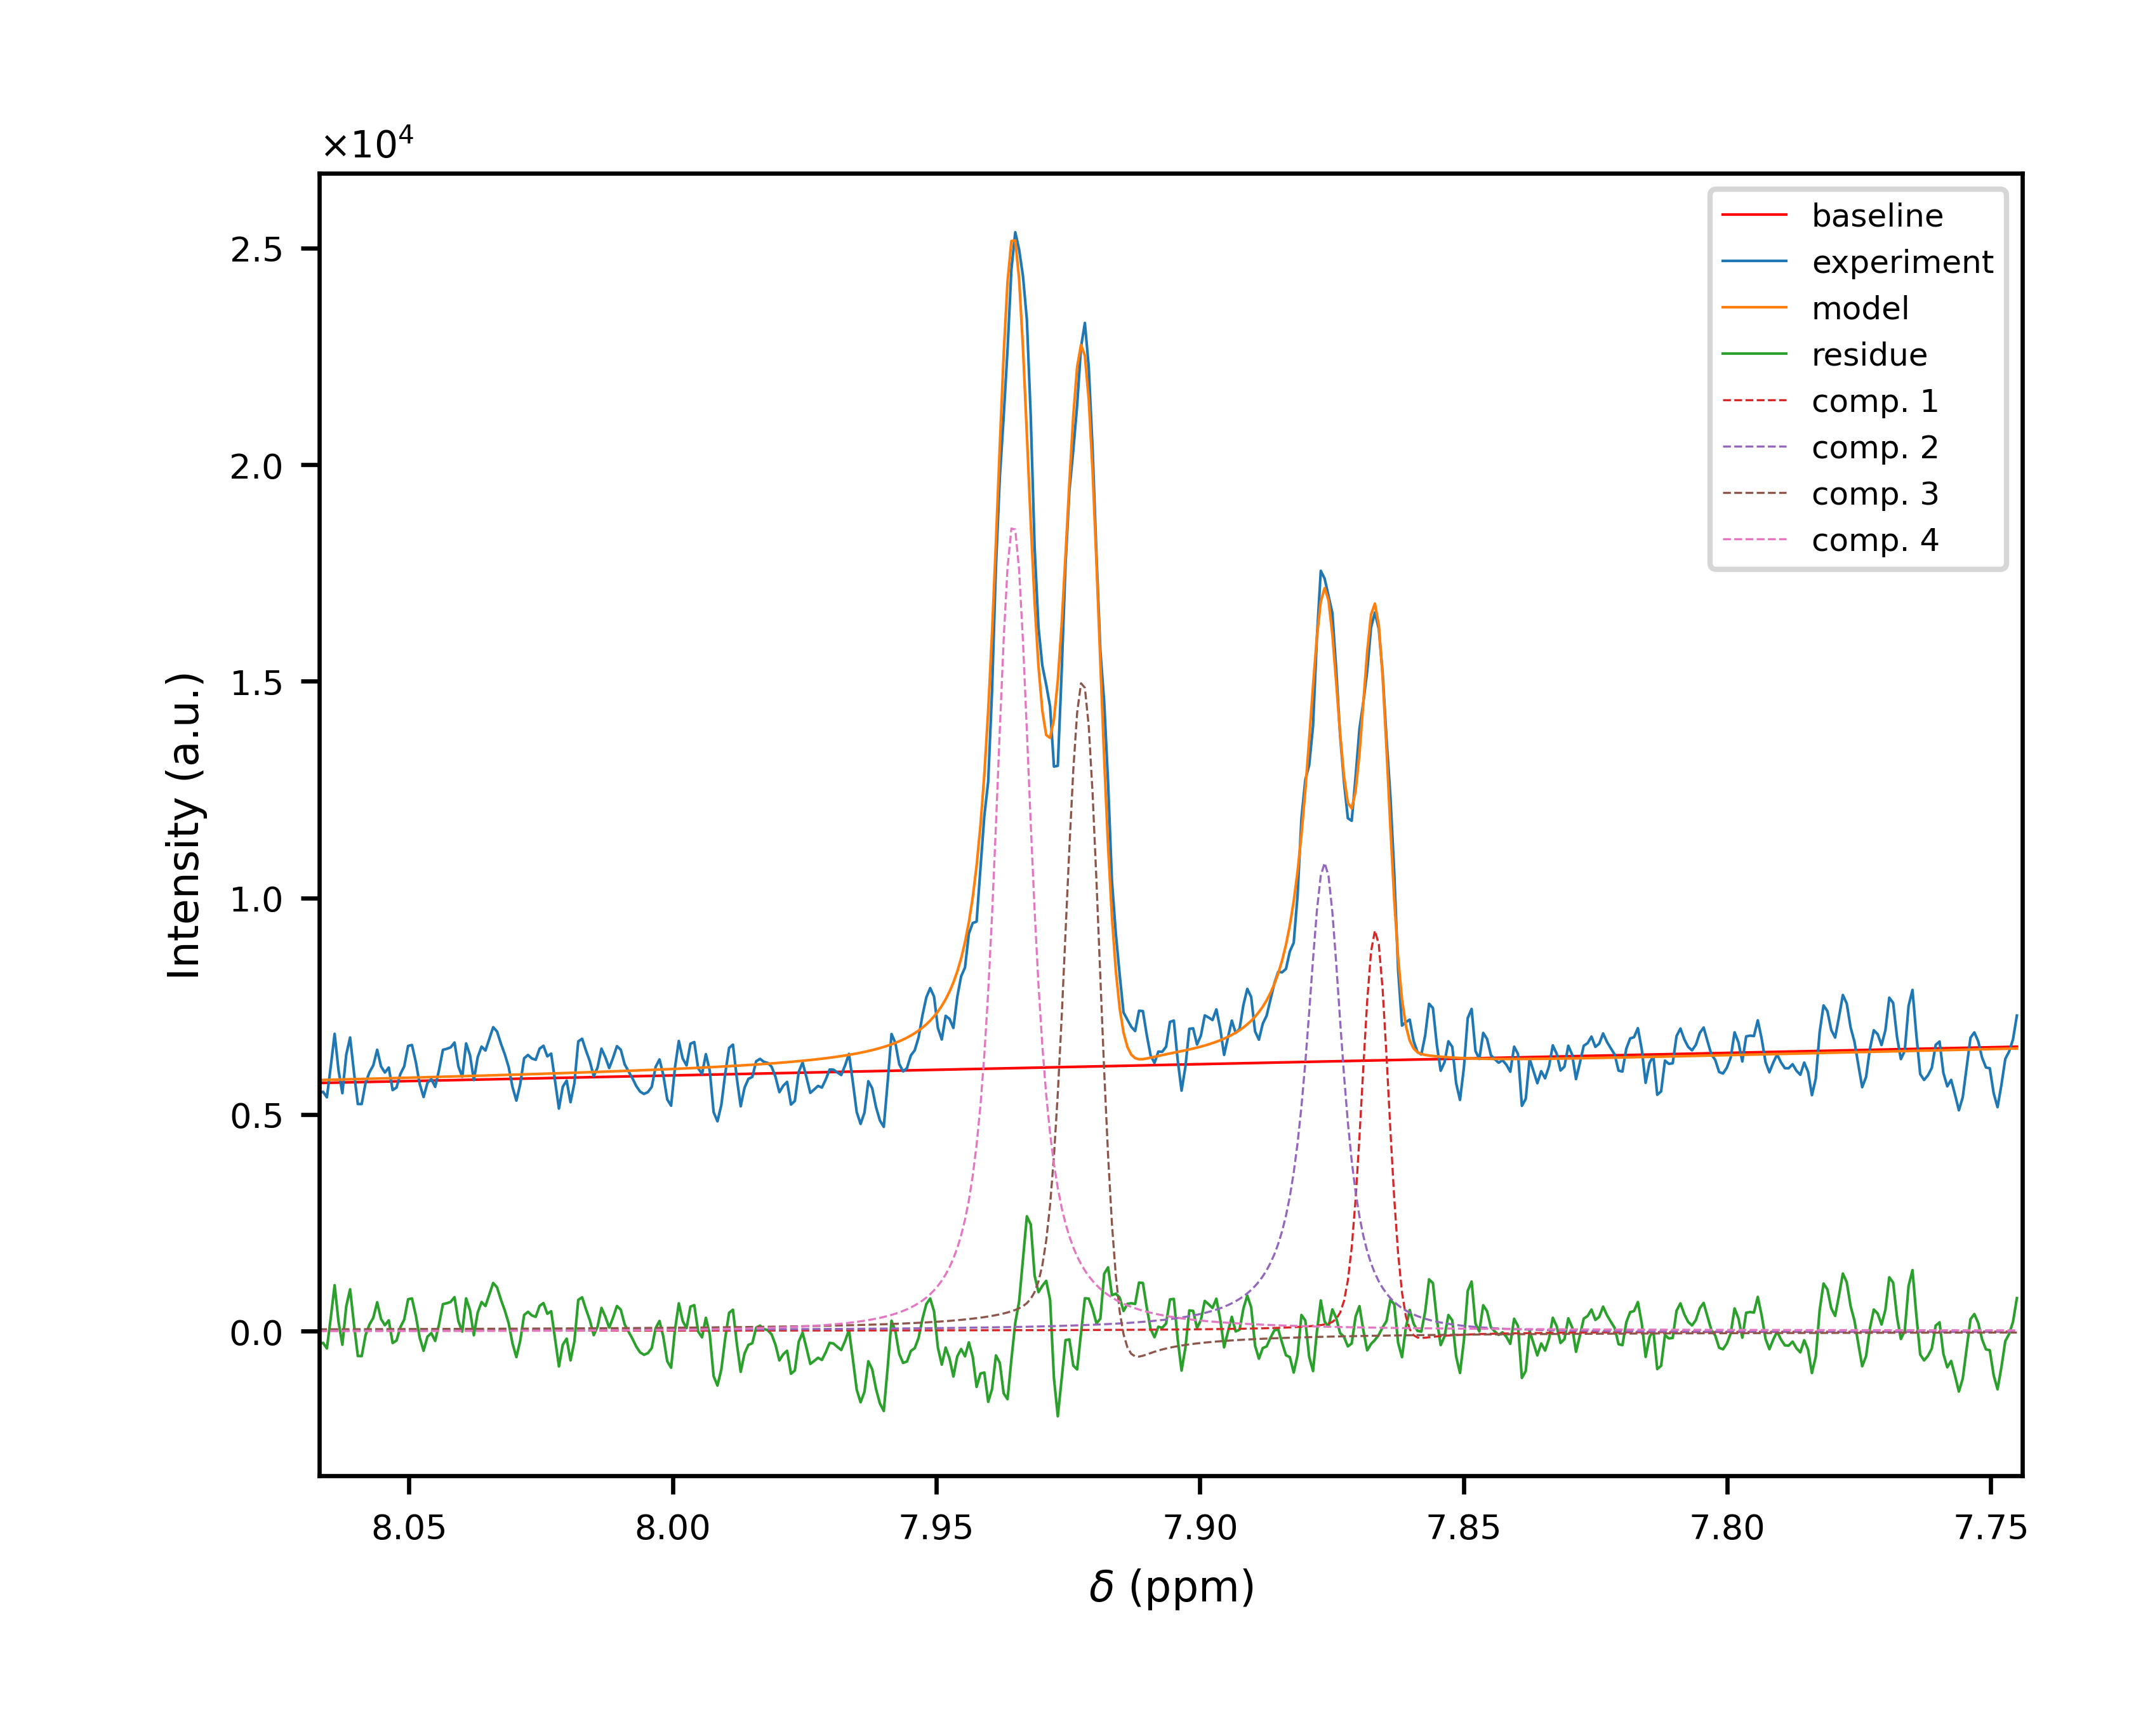 ×10⁴
2.5
2.0
1.5
1.0
0.5
0.0
Intensity (a.u.)
baseline
experiment
model
residue
comp. 1
comp. 2
comp. 3
comp. 4
8.05 8.00 7.95 7.90 7.85 7.80 7.75
δ (ppm)